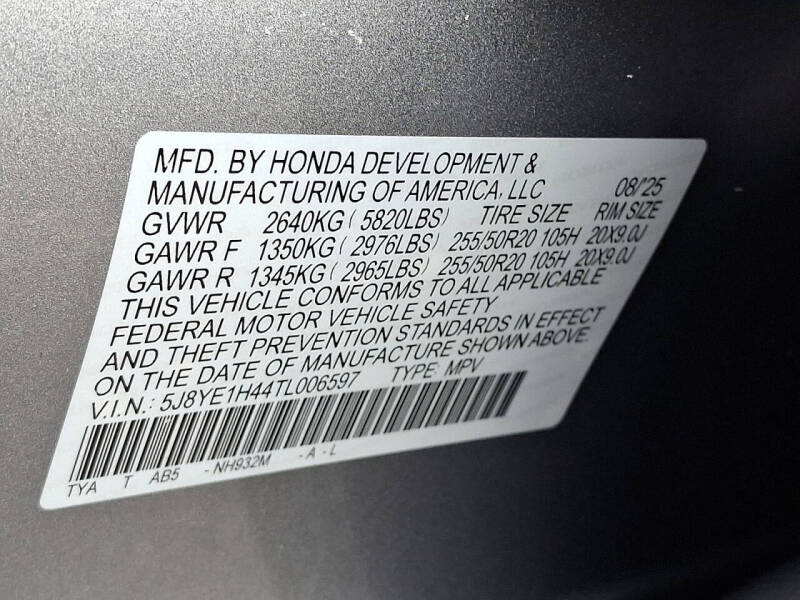 MFD. BY HONDA DEVELOPMENT &
MANUFACTURING OF AMERICA, LLC 08/'25
GVWR 2640KG ( 5820LBS) TIRE SIZE RIM SIZE
GAWR F 1350KG ( 2976LBS) 255/50R20 105H 20X9.0J
GAWR R 1345KG ( 2965LBS) 255/50R20 105H 20X9.0J
THIS VEHICLE CONFORMS TO ALL APPLICABLE
FEDERAL MOTOR VEHICLE SAFETY
AND THEFT PREVENTION STANDARDS IN EFFECT
ON THE DATE OF MANUFACTURE SHOWN ABOVE.
V.I.N.: 5J8YE1H44TL006597 TYPE: MPV
TYA T AB5 - NH932M - A - L